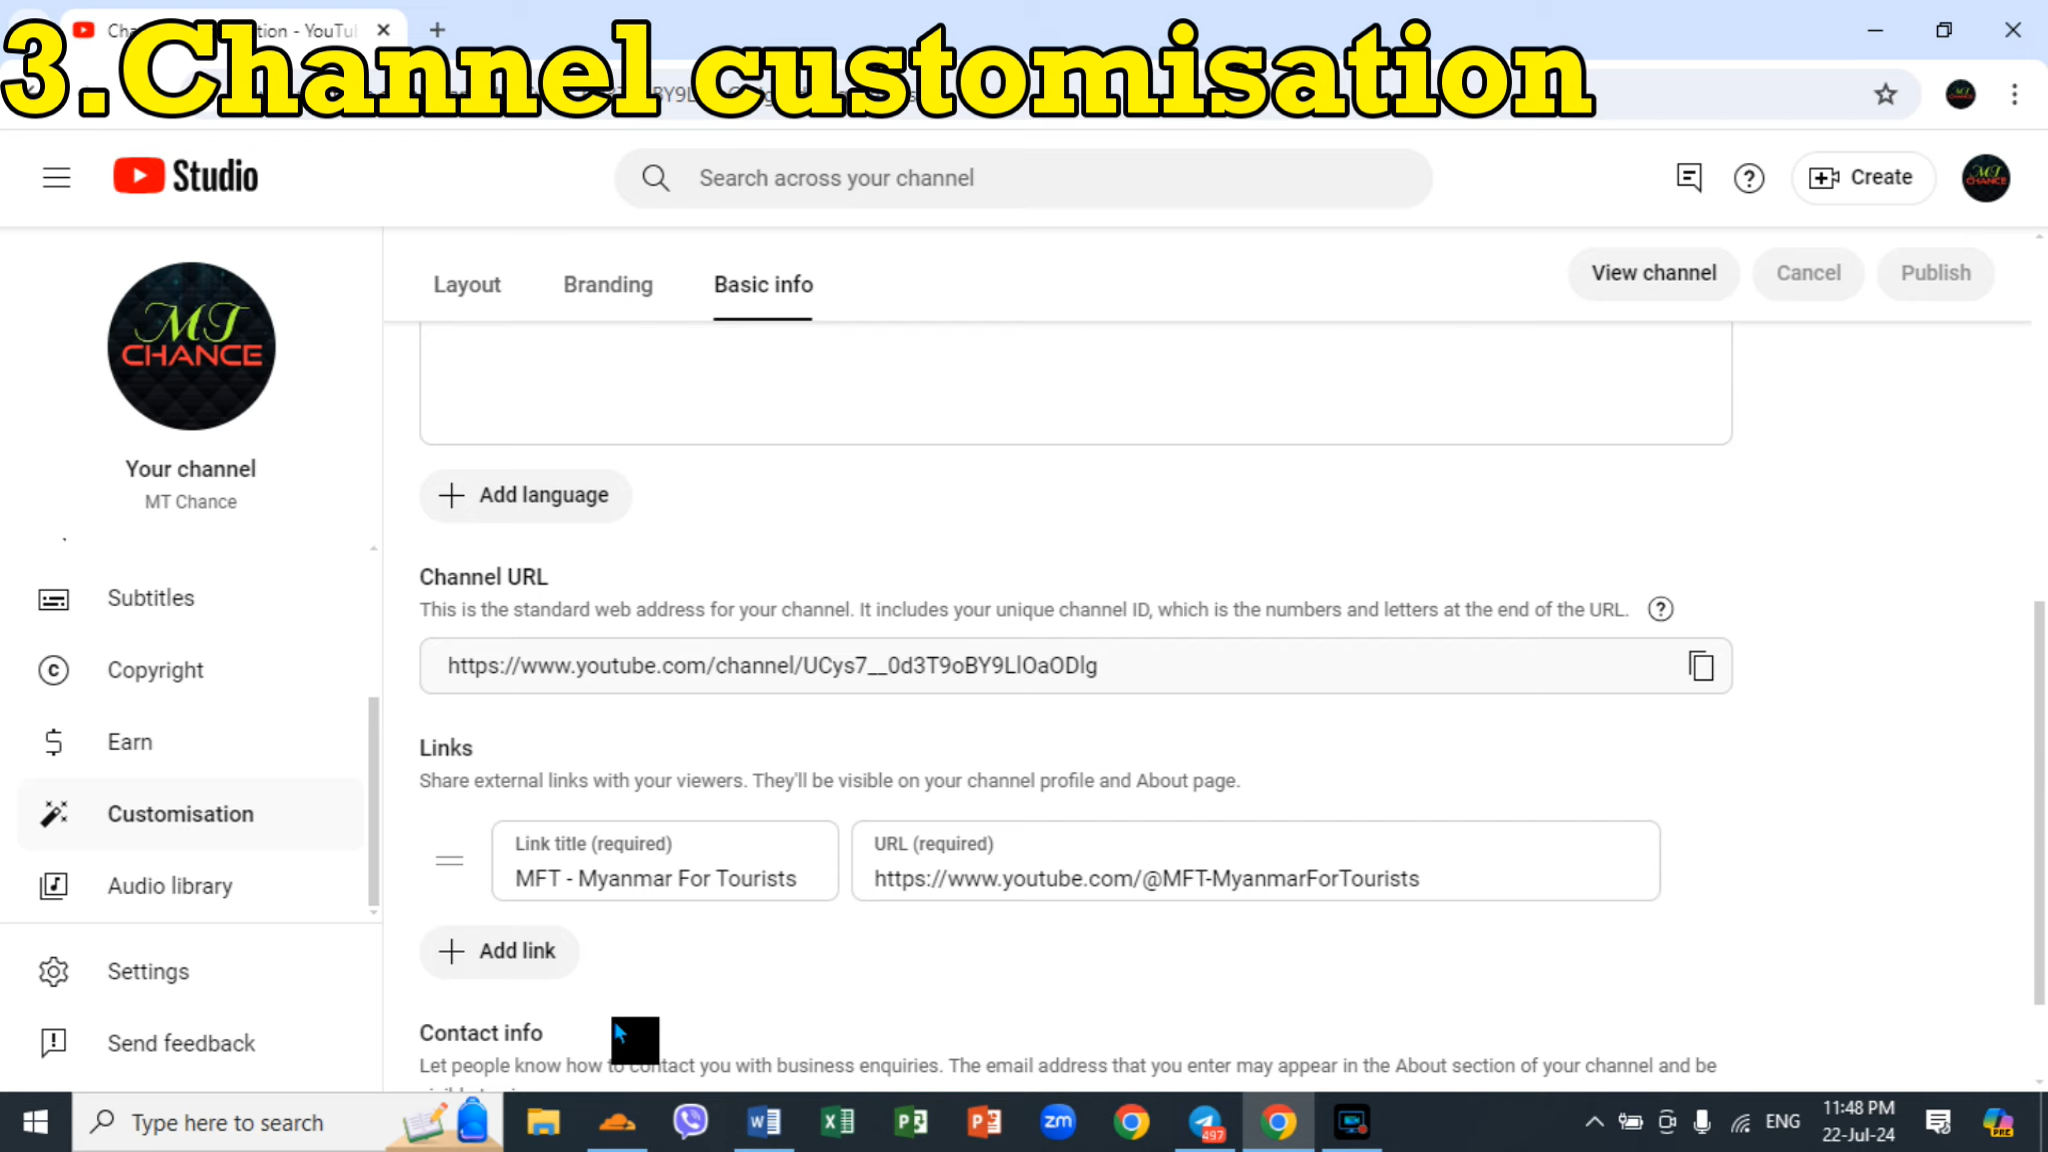 3.Channel customisation
Studio
Search across your channel
Create
MT
CHANCE
Your channel
MT Chance
Subtitles
Copyright
Earn
Customisation
Audio library
Settings
Send feedback
Layout
Branding
Basic info
View channel
Cancel
Publish
Add language
Channel URL
This is the standard web address for your channel. It includes your unique channel ID, which is the numbers and letters at the end of the URL.
https://www.youtube.com/channel/UCys7__0d3T9oBY9LlOaODlg
Links
Share external links with your viewers. They'll be visible on your channel profile and About page.
Link title (required)
MFT - Myanmar For Tourists
URL (required)
https://www.youtube.com/@MFT-MyanmarForTourists
Add link
Contact info
Let people know how to contact you with business enquiries. The email address that you enter may appear in the About section of your channel and be
Type here to search
zm
497
ENG
11:48 PM
22-Jul-24
PRE